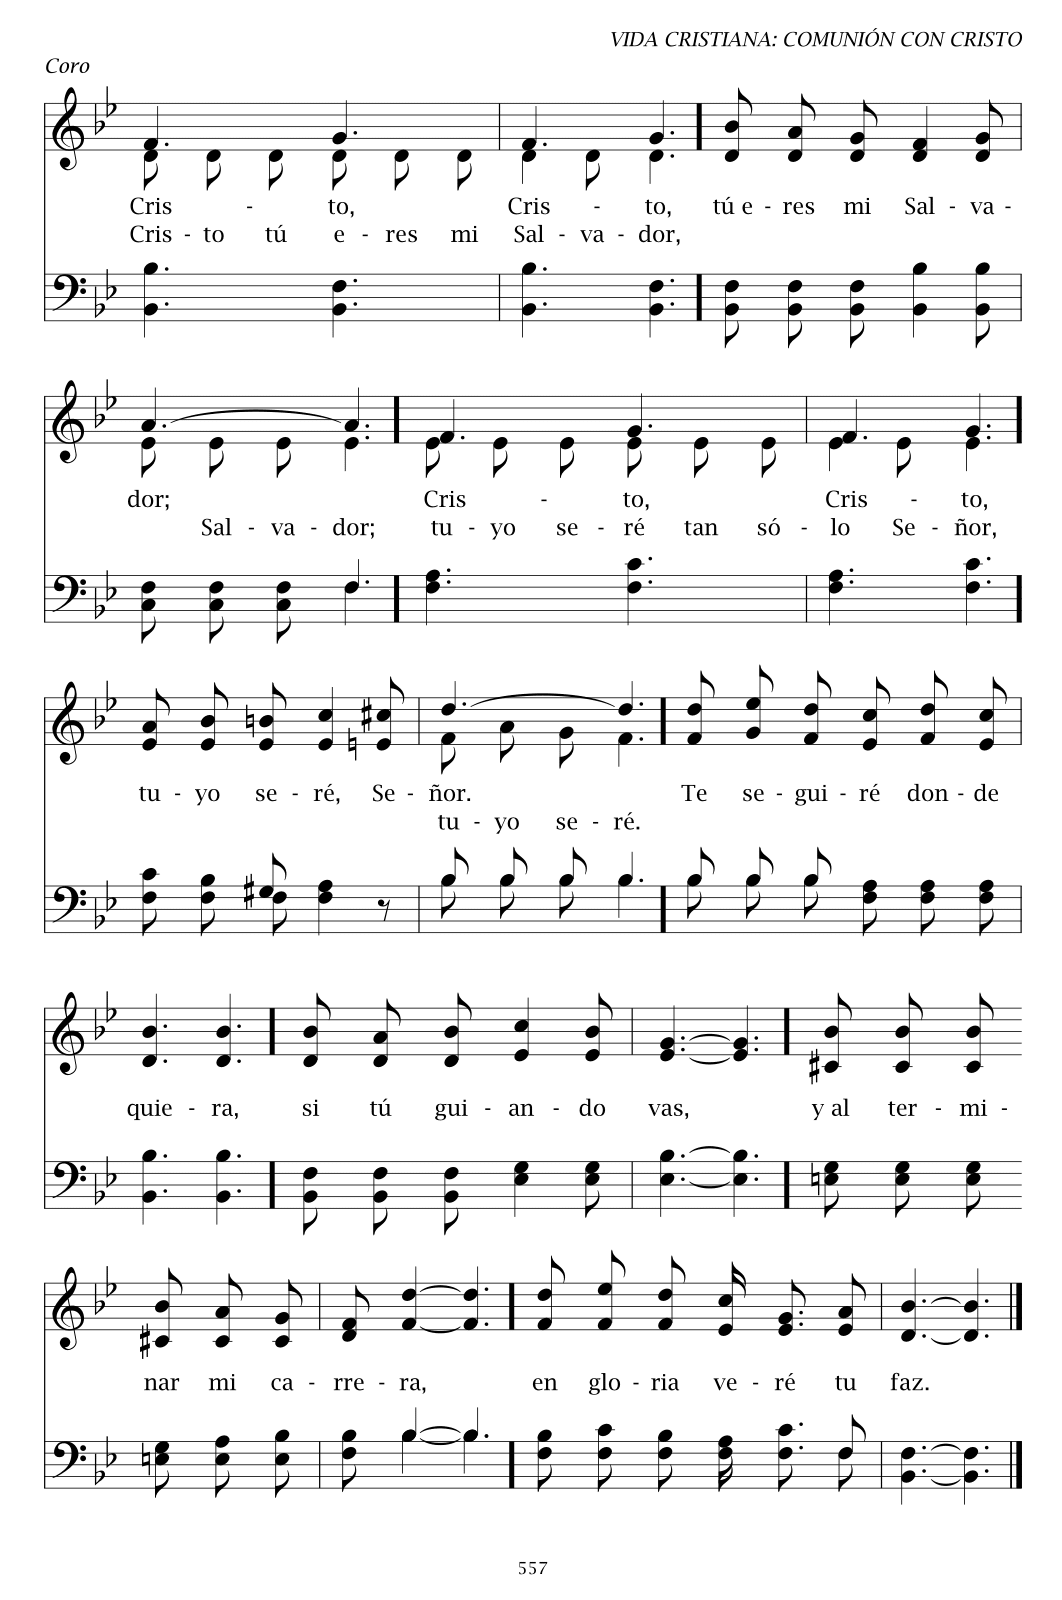 VIDA CRISTIANA: COMUNIÓN CON CRISTO
Coro
Cris - to, Cris - to, tú e - res mi Sal - va -
Cris - to tú e - res mi Sal - va - dor,
dor; Cris - to, Cris - to,
Sal - va - dor; tu - yo se - ré tan só - lo Se - ñor,
tu - yo se - ré, Se - ñor. Te se - gui - ré don - de
tu - yo se - ré.
quie - ra, si tú gui - an - do vas, y al ter - mi -
nar mi ca - rre - ra, en glo - ria ve - ré tu faz.
557